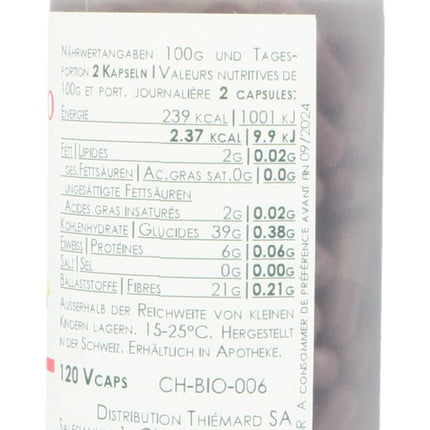 NÄHRWERTANGABEN 100G UND TAGES-
PORTION 2 KAPSELN | VALEURS NUTRITIVES DE
100G ET PORT. JOURNALIÈRE 2 CAPSULES:
ENERGIE 239 KCAL | 1001 KJ
2.37 KCAL | 9.9 KJ
FETT | LIPIDES 2G | 0.02G
GES. FETTSÄUREN | AC.GRAS SAT. 0G | 0.0G
UNGESÄTTIGTE FETTSÄUREN
ACIDES GRAS INSATURÉS 2G | 0.02G
KOHLENHYDRATE | GLUCIDES 39G | 0.38G
EIWEISS | PROTÉINES 6G | 0.06G
SALZ | SEL 0G | 0.00G
BALLASTSTOFFE | FIBRES 21G | 0.21G
AUSSERHALB DER REICHWEITE VON KLEINEN
KINDERN LAGERN. 15-25°C. HERGESTELLT
IN DER SCHWEIZ. ERHÄLTLICH IN APOTHEKE.
120 VCAPS CH-BIO-006
DISTRIBUTION THIÉMARD SA
A CONSOMMER DE PRÉFÉRENCE AVANT FIN 09/2024